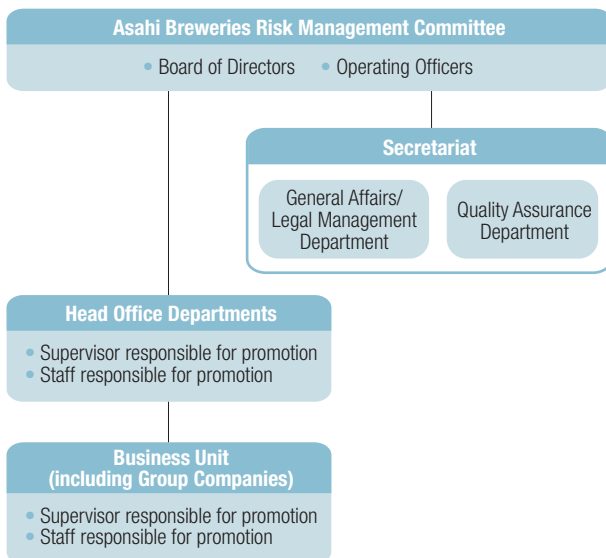 Asahi Breweries Risk Management Committee
• Board of Directors • Operating Officers
Secretariat
General Affairs/
Legal Management
Department
Quality Assurance
Department
Head Office Departments
• Supervisor responsible for promotion
• Staff responsible for promotion
Business Unit
(including Group Companies)
• Supervisor responsible for promotion
• Staff responsible for promotion